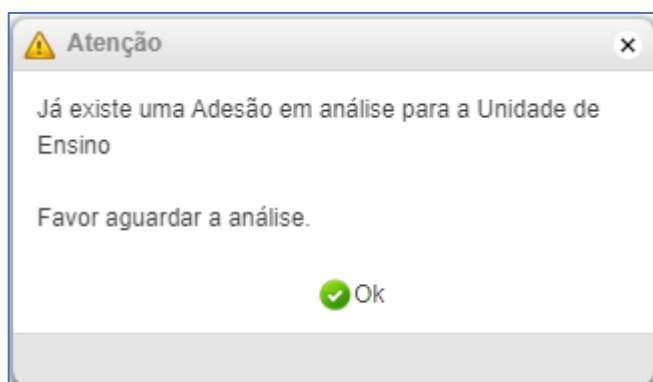 Atenção
Já existe uma Adesão em análise para a Unidade de
Ensino
Favor aguardar a análise.
Ok